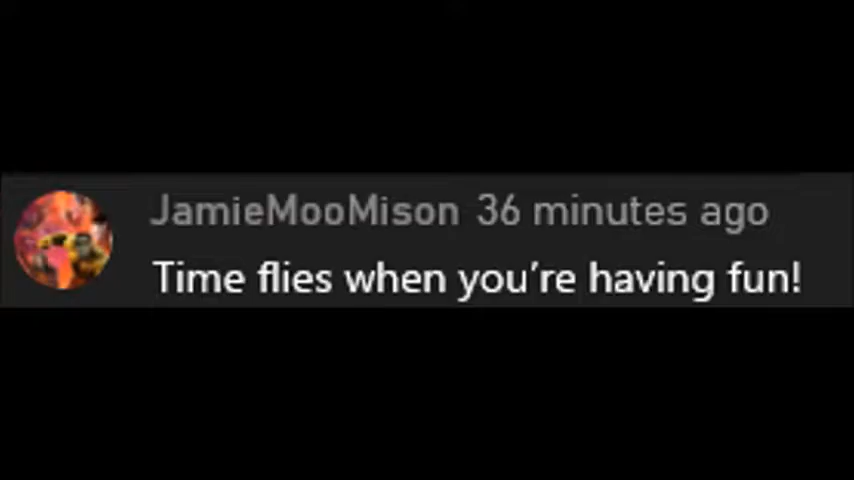 JamieMooMison 36 minutes ago
Time flies when you’re having fun!